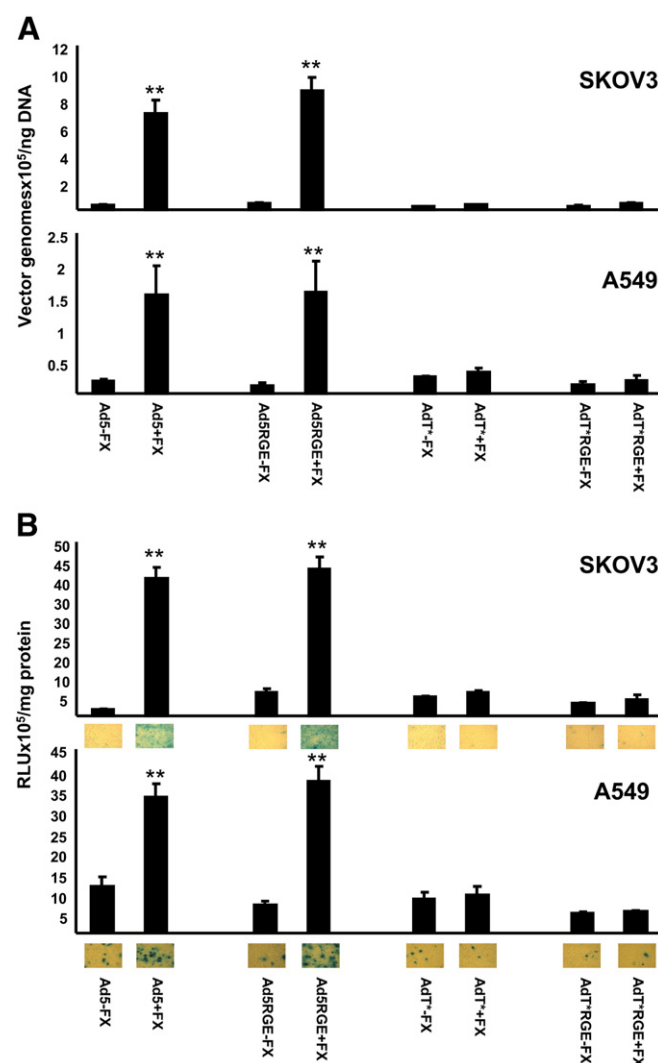 A
Vector genomesx10⁵/ng DNA
12
10
8
6
4
2
**
**
SKOV3
2.5
2
1.5
1
0.5
**
**
A549
Ad5-FX
Ad5+FX
Ad5RGE-FX
Ad5RGE+FX
AdT*-FX
AdT*+FX
AdT*RGE-FX
AdT*RGE+FX
B
RLUx10⁵/mg protein
50
45
40
35
30
25
20
15
10
5
**
**
SKOV3
45
40
35
30
25
20
15
10
5
**
**
A549
Ad5-FX
Ad5+FX
Ad5RGE-FX
Ad5RGE+FX
AdT*-FX
AdT*+FX
AdT*RGE-FX
AdT*RGE+FX